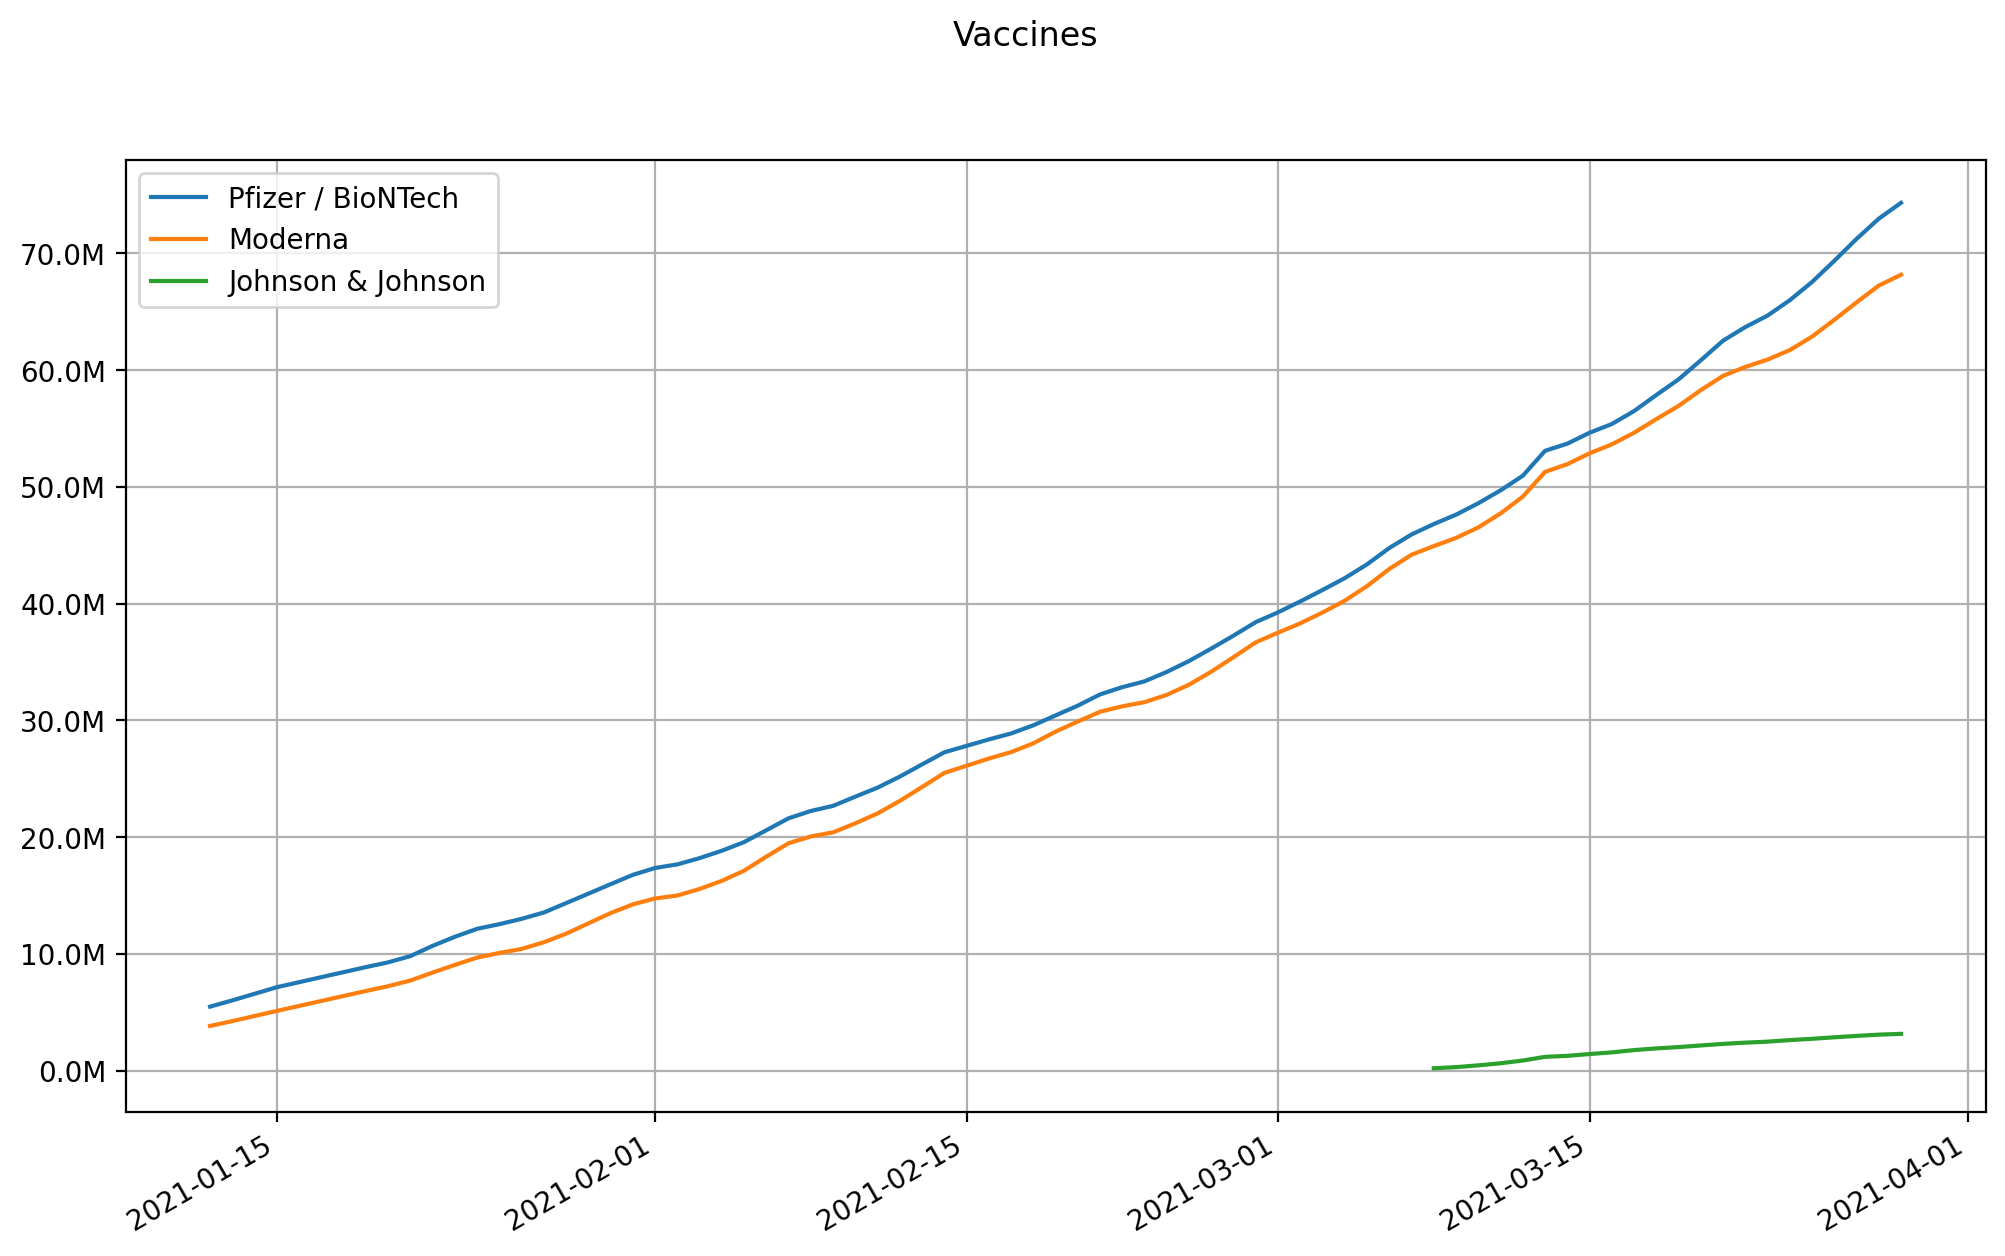 Vaccines
Pfizer / BioNTech
Moderna
Johnson & Johnson
70.0M
60.0M
50.0M
40.0M
30.0M
20.0M
10.0M
0.0M
2021-01-15
2021-02-01
2021-02-15
2021-03-01
2021-03-15
2021-04-01